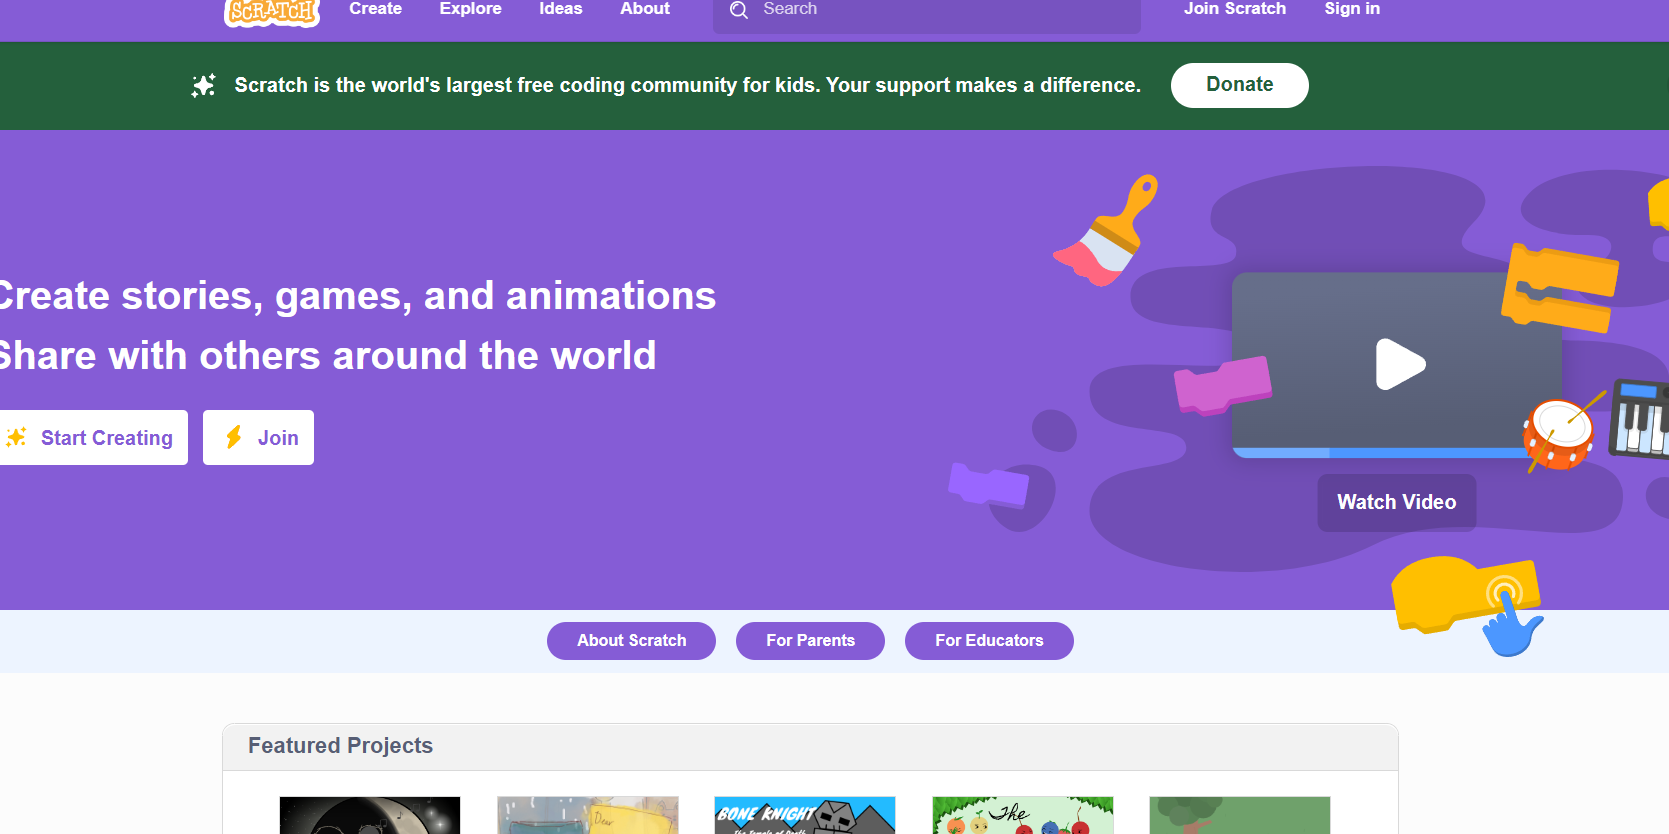 SCRATCH
Create Explore Ideas About Search Join Scratch Sign in
Scratch is the world's largest free coding community for kids. Your support makes a difference. Donate
Create stories, games, and animations
Share with others around the world
Start Creating Join
Watch Video
About Scratch For Parents For Educators
Featured Projects
BONE KNIGHT The
Dear